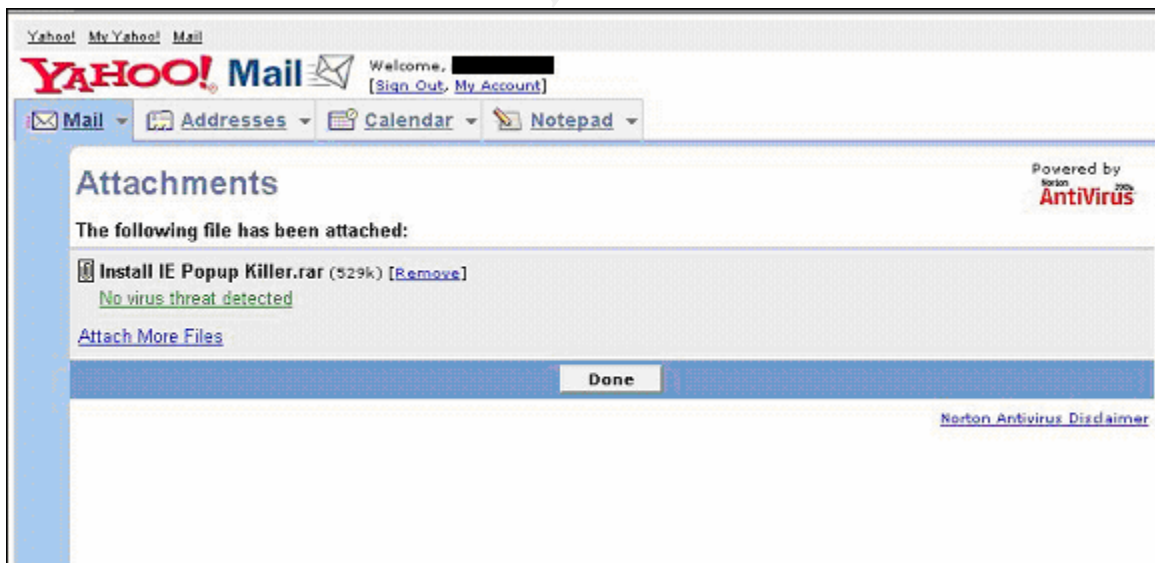 Yahoo! My Yahoo! Mail
YAHOO! Mail
Welcome,
[Sign Out, My Account]
Mail Addresses Calendar Notepad
Attachments
Powered by
Norton
AntiVirus
The following file has been attached:
Install IE Popup Killer.rar (529k) [Remove]
No virus threat detected
Attach More Files
Done
Norton Antivirus Disclaimer